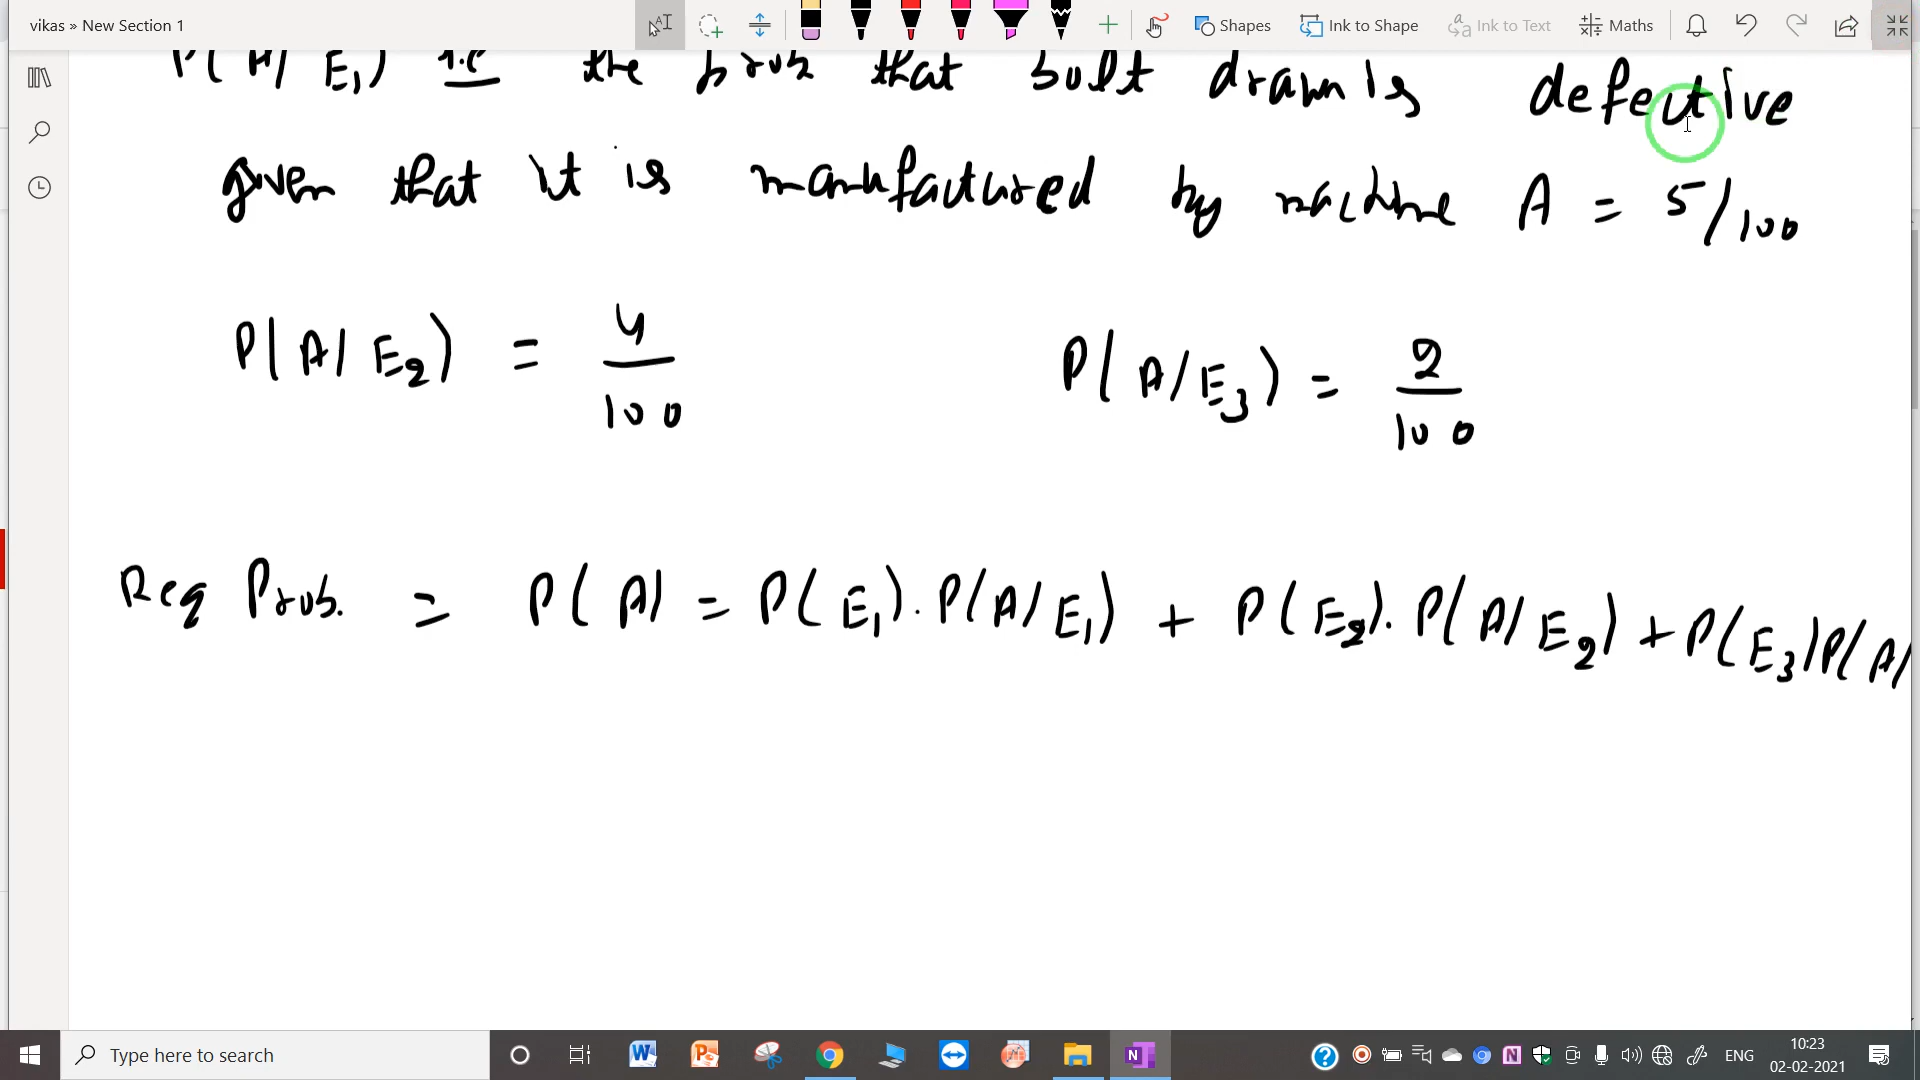 vikas » New Section 1
Shapes
Ink to Shape
Ink to Text
Maths
P(A/E₁) i.e the prob that bolt drawn is defective
given that it is manufactured by machine A = 5/100
P(A/E₂) = 4/100
P(A/E₃) = 2/100
Req Prob. = P(A) = P(E₁).P(A/E₁) + P(E₂).P(A/E₂) + P(E₃)P(A/
Type here to search
ENG
10:23
02-02-2021